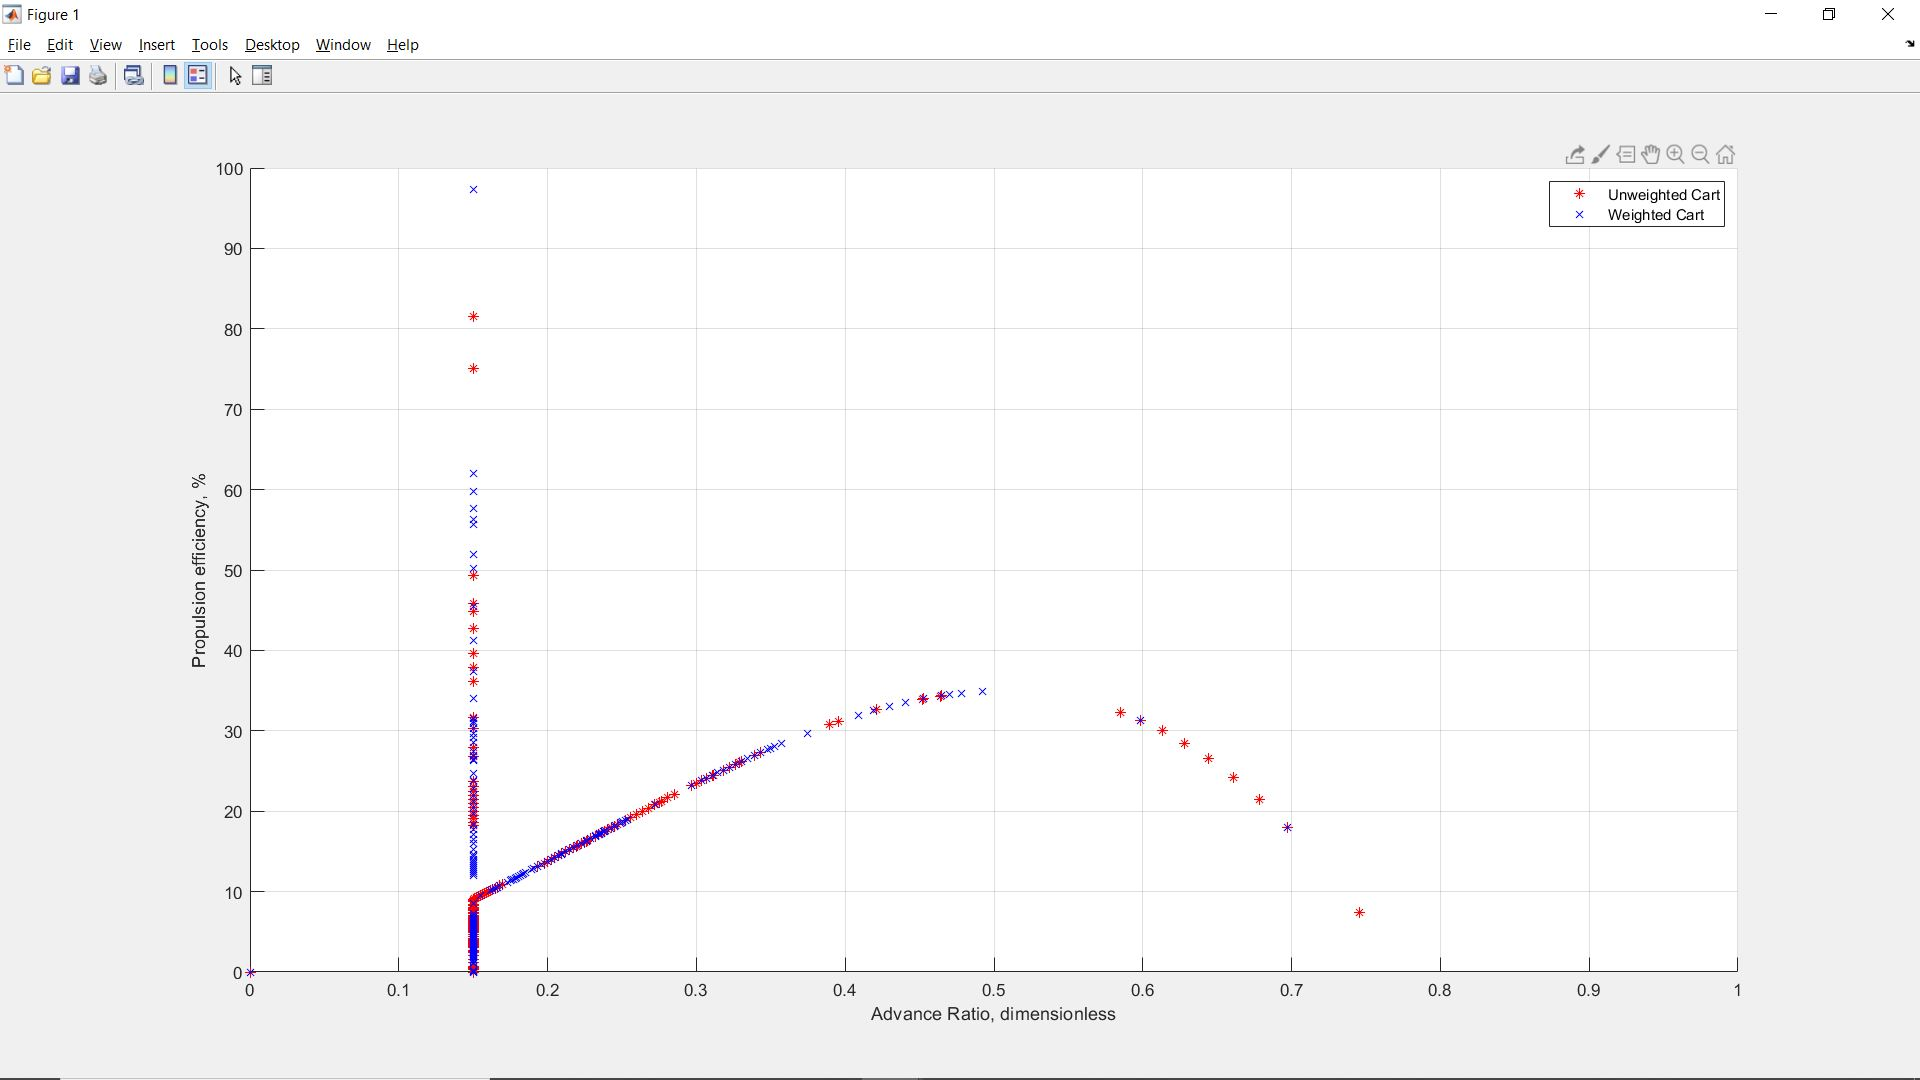 Figure 1
File Edit View Insert Tools Desktop Window Help
Unweighted Cart
Weighted Cart
100
90
80
70
60
50
40
30
20
10
0
Propulsion efficiency, %
0 0.1 0.2 0.3 0.4 0.5 0.6 0.7 0.8 0.9 1
Advance Ratio, dimensionless